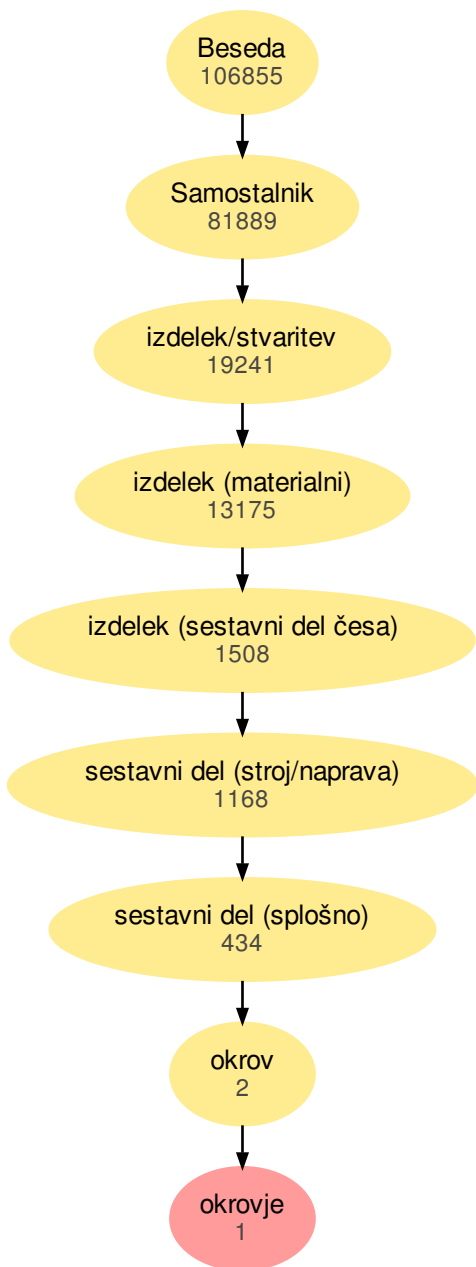 Beseda
106855
Samostalnik
81889
izdelek/stvaritev
19241
izdelek (materialni)
13175
izdelek (sestavni del česa)
1508
sestavni del (stroj/naprava)
1168
sestavni del (splošno)
434
okrov
2
okrovje
1